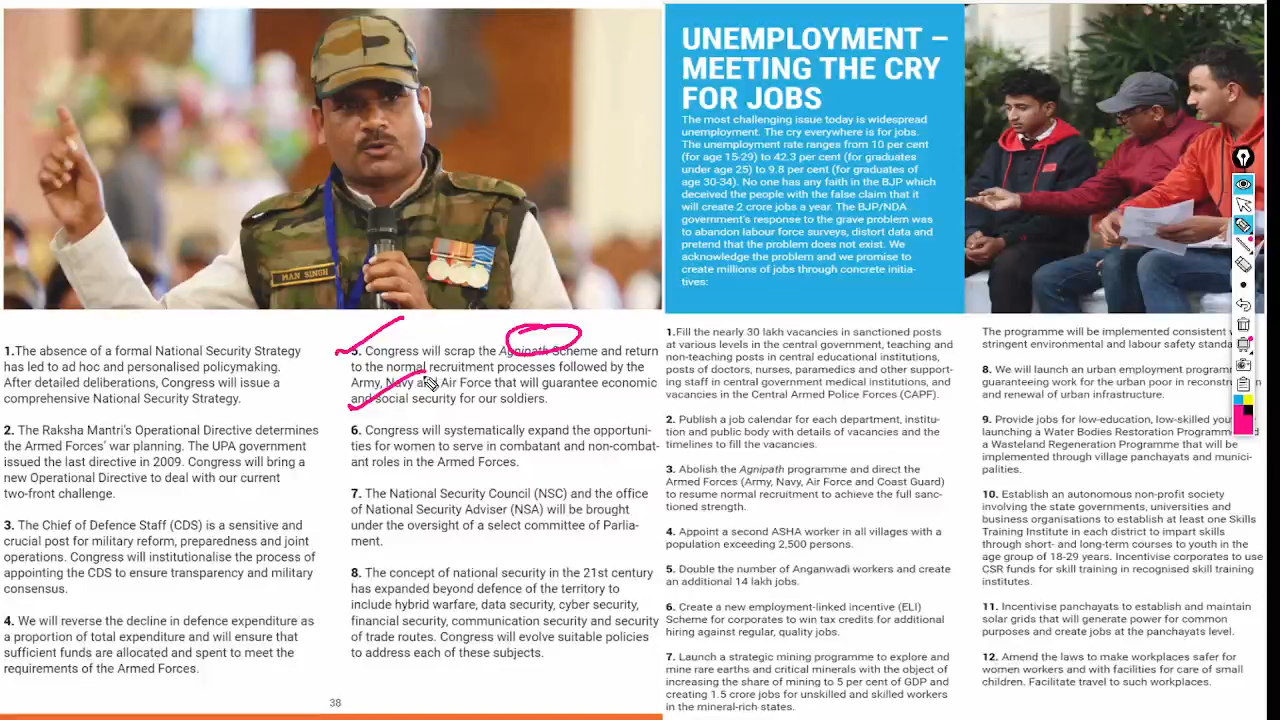 MAN SINGH
1.The absence of a formal National Security Strategy
has led to ad hoc and personalised policymaking.
After detailed deliberations, Congress will issue a
comprehensive National Security Strategy.
2. The Raksha Mantri's Operational Directive determines
the Armed Forces' war planning. The UPA government
issued the last directive in 2009. Congress will bring a
new Operational Directive to deal with our current
two-front challenge.
3. The Chief of Defence Staff (CDS) is a sensitive and
crucial post for military reform, preparedness and joint
operations. Congress will institutionalise the process of
appointing the CDS to ensure transparency and military
consensus.
4. We will reverse the decline in defence expenditure as
a proportion of total expenditure and will ensure that
sufficient funds are allocated and spent to meet the
requirements of the Armed Forces.
5. Congress will scrap the Agnipath Scheme and return
to the normal recruitment processes followed by the
Army, Navy and Air Force that will guarantee economic
and social security for our soldiers.
6. Congress will systematically expand the opportuni-
ties for women to serve in combatant and non-combat-
ant roles in the Armed Forces.
7. The National Security Council (NSC) and the office
of National Security Adviser (NSA) will be brought
under the oversight of a select committee of Parlia-
ment.
8. The concept of national security in the 21st century
has expanded beyond defence of the territory to
include hybrid warfare, data security, cyber security,
financial security, communication security and security
of trade routes. Congress will evolve suitable policies
to address each of these subjects.
38
UNEMPLOYMENT –
MEETING THE CRY
FOR JOBS
The most challenging issue today is widespread
unemployment. The cry everywhere is for jobs.
The unemployment rate ranges from 10 per cent
(for age 15-29) to 42.3 per cent (for graduates
under age 25) to 9.8 per cent (for graduates of
age 30-34). No one has any faith in the BJP which
deceived the people with the false claim that it
will create 2 crore jobs a year. The BJP/NDA
government's response to the grave problem was
to abandon labour force surveys, distort data and
pretend that the problem does not exist. We
acknowledge the problem and we promise to
create millions of jobs through concrete initia-
tives:
1.Fill the nearly 30 lakh vacancies in sanctioned posts
at various levels in the central government, teaching and
non-teaching posts in central educational institutions,
posts of doctors, nurses, paramedics and other support-
ing staff in central government medical institutions, and
vacancies in the Central Armed Police Forces (CAPF).
2. Publish a job calendar for each department, institu-
tion and public body with details of vacancies and the
timelines to fill the vacancies.
3. Abolish the Agnipath programme and direct the
Armed Forces (Army, Navy, Air Force and Coast Guard)
to resume normal recruitment to achieve the full sanc-
tioned strength.
4. Appoint a second ASHA worker in all villages with a
population exceeding 2,500 persons.
5. Double the number of Anganwadi workers and create
an additional 14 lakh jobs.
6. Create a new employment-linked incentive (ELI)
Scheme for corporates to win tax credits for additional
hiring against regular, quality jobs.
7. Launch a strategic mining programme to explore and
mine rare earths and critical minerals with the object of
increasing the share of mining to 5 per cent of GDP and
creating 1.5 crore jobs for unskilled and skilled workers
in the mineral-rich states.
The programme will be implemented consistent
stringent environmental and labour safety standa
8. We will launch an urban employment program
guaranteeing work for the urban poor in reconstru
and renewal of urban infrastructure.
9. Provide jobs for low-education, low-skilled you
launching a Water Bodies Restoration Programm
a Wasteland Regeneration Programme that will be
implemented through village panchayats and munici-
palities.
10. Establish an autonomous non-profit society
involving the state governments, universities and
business organisations to establish at least one Skills
Training Institute in each district to impart skills
through short- and long-term courses to youth in the
age group of 18-29 years. Incentivise corporates to use
CSR funds for skill training in recognised skill training
institutes.
11. Incentivise panchayats to establish and maintain
solar grids that will generate power for common
purposes and create jobs at the panchayats level.
12. Amend the laws to make workplaces safer for
women workers and with facilities for care of small
children. Facilitate travel to such workplaces.